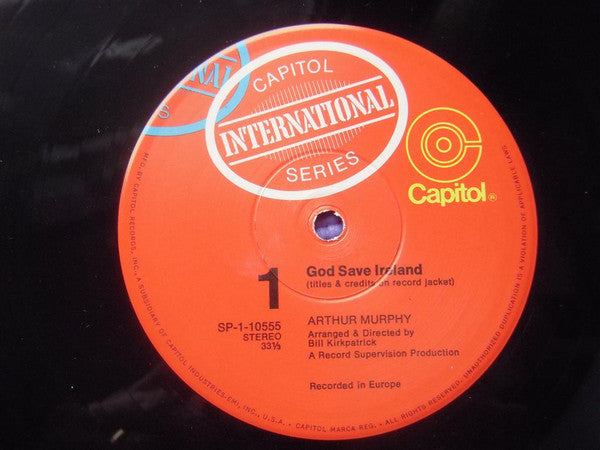 CAPITOL
INTERNATIONAL
SERIES
Capitol®
1
God Save Ireland
(titles & credits on record jacket)
SP-1-10555
STEREO
33⅓
ARTHUR MURPHY
Arranged & Directed by
Bill Kirkpatrick
A Record Supervision Production
Recorded in Europe
MFD. BY CAPITOL RECORDS, INC., A SUBSIDIARY OF CAPITOL INDUSTRIES-EMI, INC., U.S.A. • CAPITOL MARCA REG. • ALL RIGHTS RESERVED. UNAUTHORIZED DUPLICATION IS A VIOLATION OF APPLICABLE LAWS